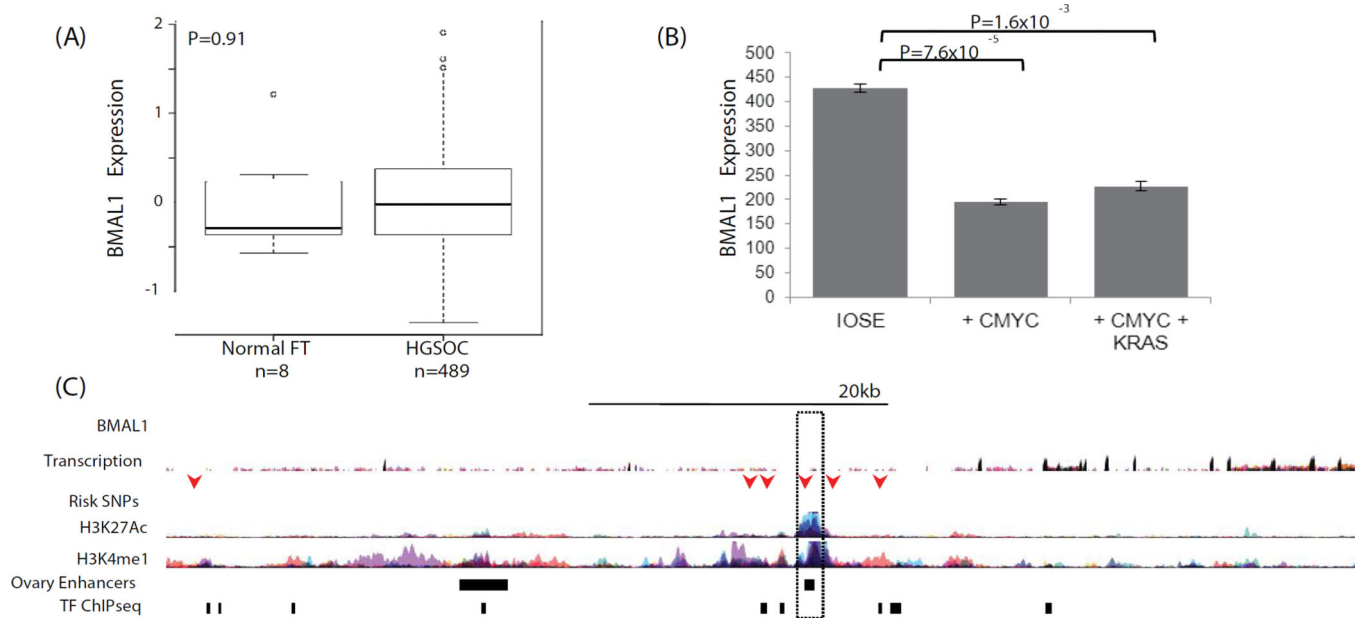 (A)
P=0.91
BMAL1 Expression
2
1
0
-1
Normal FT
n=8
HGSOC
n=489
(B)
P=1.6x10 -3
P=7.6x10 -5
BMAL1 Expression
500
450
400
350
300
250
200
150
100
50
0
IOSE
+ CMYC
+ CMYC +
KRAS
(C)
20kb
BMAL1
Transcription
Risk SNPs
H3K27Ac
H3K4me1
Ovary Enhancers
TF ChIPseq